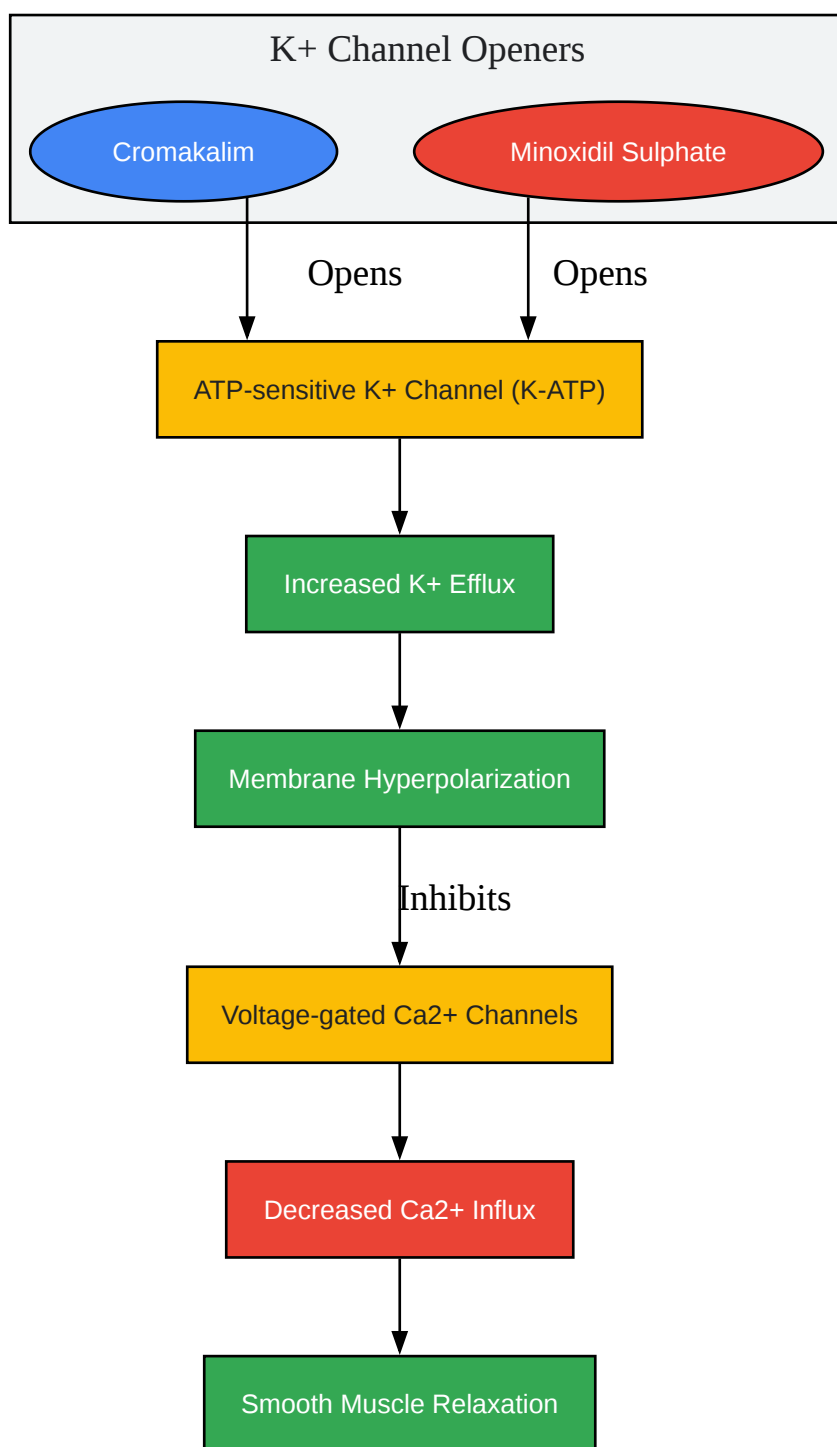 K+ Channel Openers
Cromakalim
Minoxidil Sulphate
Opens
Opens
ATP-sensitive K+ Channel (K-ATP)
Increased K+ Efflux
Membrane Hyperpolarization
Inhibits
Voltage-gated Ca2+ Channels
Decreased Ca2+ Influx
Smooth Muscle Relaxation